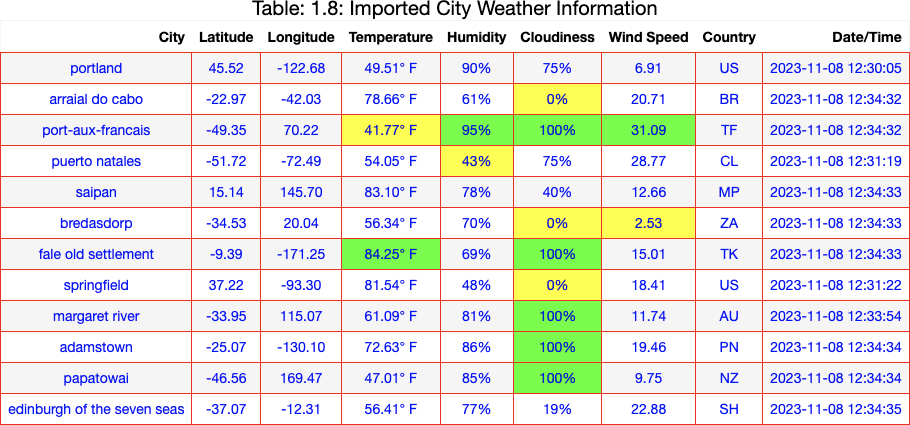 Table: 1.8: Imported City Weather Information
City Latitude Longitude Temperature Humidity Cloudiness Wind Speed Country Date/Time
portland 45.52 -122.68 49.51° F 90% 75% 6.91 US 2023-11-08 12:30:05
arraial do cabo -22.97 -42.03 78.66° F 61% 0% 20.71 BR 2023-11-08 12:34:32
port-aux-francais -49.35 70.22 41.77° F 95% 100% 31.09 TF 2023-11-08 12:34:32
puerto natales -51.72 -72.49 54.05° F 43% 75% 28.77 CL 2023-11-08 12:31:19
saipan 15.14 145.70 83.10° F 78% 40% 12.66 MP 2023-11-08 12:34:33
bredasdorp -34.53 20.04 56.34° F 70% 0% 2.53 ZA 2023-11-08 12:34:33
fale old settlement -9.39 -171.25 84.25° F 69% 100% 15.01 TK 2023-11-08 12:34:33
springfield 37.22 -93.30 81.54° F 48% 0% 18.41 US 2023-11-08 12:31:22
margaret river -33.95 115.07 61.09° F 81% 100% 11.74 AU 2023-11-08 12:33:54
adamstown -25.07 -130.10 72.63° F 86% 100% 19.46 PN 2023-11-08 12:34:34
papatowai -46.56 169.47 47.01° F 85% 100% 9.75 NZ 2023-11-08 12:34:34
edinburgh of the seven seas -37.07 -12.31 56.41° F 77% 19% 22.88 SH 2023-11-08 12:34:35